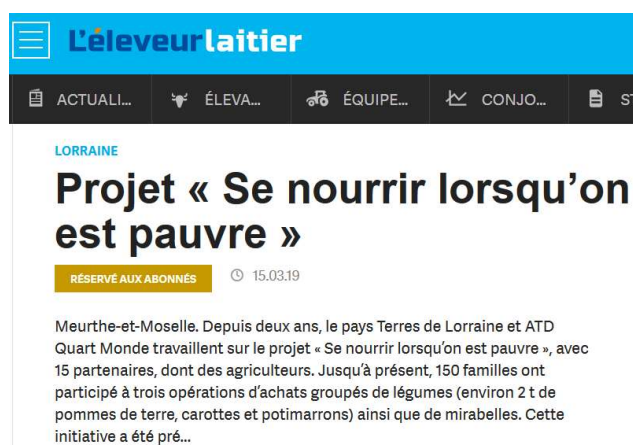 L'éleveurlaitier
ACTUALI... ÉLEVA... ÉQUIPE... CONJO... ST
LORRAINE
Projet « Se nourrir lorsqu'on
est pauvre »
RÉSERVÉ AUX ABONNÉS 15.03.19
Meurthe-et-Moselle. Depuis deux ans, le pays Terres de Lorraine et ATD
Quart Monde travaillent sur le projet « Se nourrir lorsqu'on est pauvre », avec
15 partenaires, dont des agriculteurs. Jusqu'à présent, 150 familles ont
participé à trois opérations d'achats groupés de légumes (environ 2 t de
pommes de terre, carottes et potimarrons) ainsi que de mirabelles. Cette
initiative a été pré...